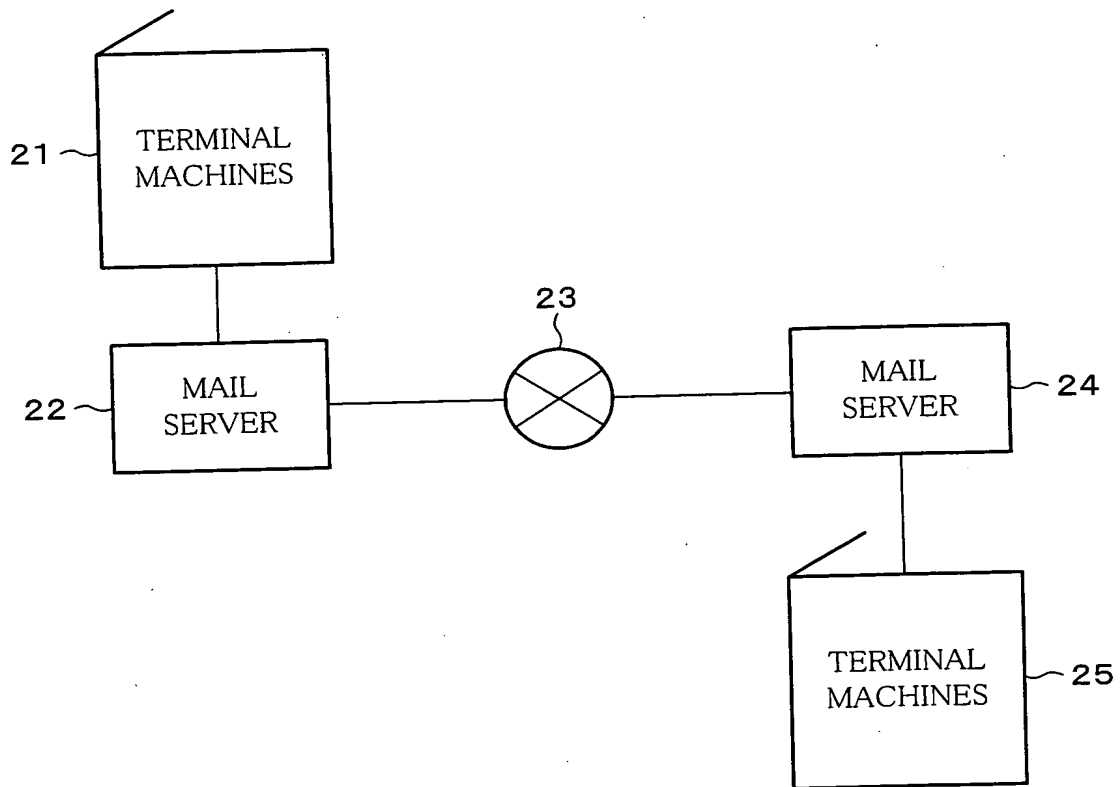 TERMINAL
MACHINES
21
23
MAIL
SERVER
22
MAIL
SERVER
24
TERMINAL
MACHINES
25